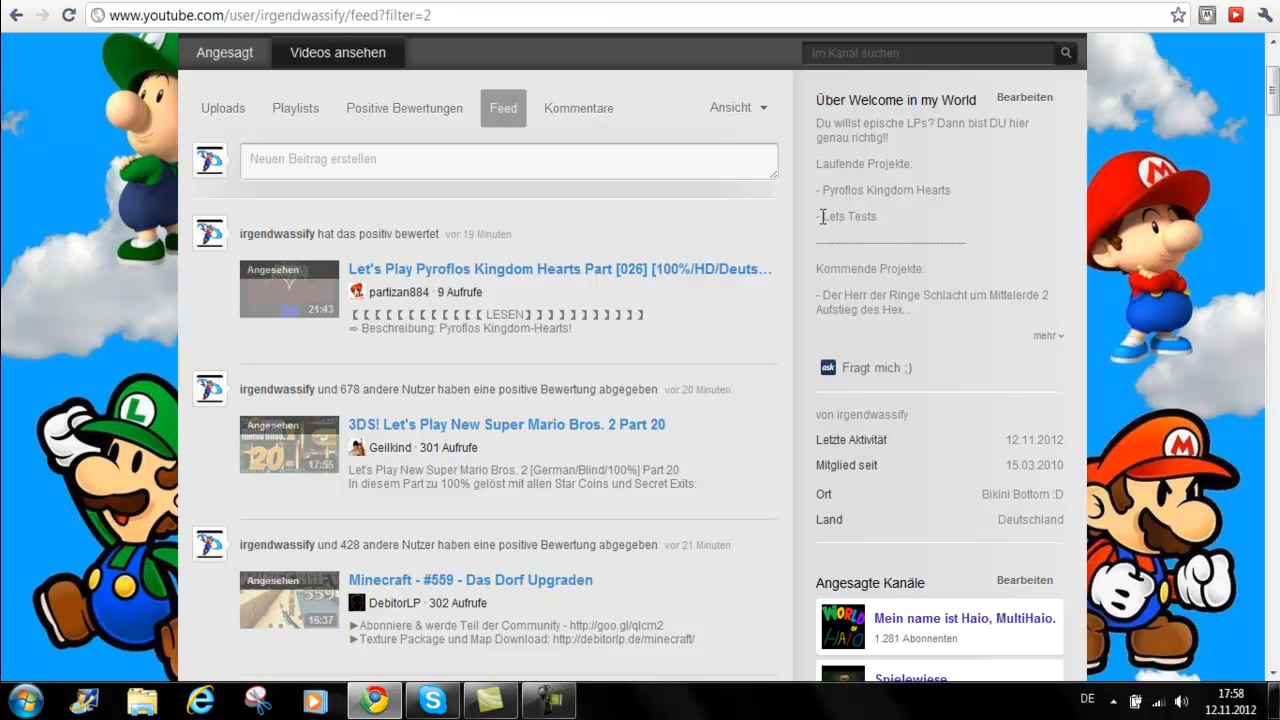 www.youtube.com/user/irgendwassify/feed?filter=2
Angesagt
Videos ansehen
Im Kanal suchen
Uploads
Playlists
Positive Bewertungen
Feed
Kommentare
Ansicht
Neuen Beitrag erstellen
irgendwassify hat das positiv bewertet vor 19 Minuten
Angesehen
21:43
Let's Play Pyroflos Kingdom Hearts Part [026] [100%/HD/Deuts...
partizan884 · 9 Aufrufe
【【【【【【【【【【【【LESEN】】】】】】】】】】】】
⇨ Beschreibung: Pyroflos Kingdom-Hearts!
irgendwassify und 678 andere Nutzer haben eine positive Bewertung abgegeben vor 20 Minuten
Angesehen
17:55
3DS! Let's Play New Super Mario Bros. 2 Part 20
Geilkind · 301 Aufrufe
Let's Play New Super Mario Bros. 2 [German/Blind/100%] Part 20
In diesem Part zu 100% gelöst mit allen Star Coins und Secret Exits:
irgendwassify und 428 andere Nutzer haben eine positive Bewertung abgegeben vor 21 Minuten
Angesehen
16:37
Minecraft - #559 - Das Dorf Upgraden
DebitorLP · 302 Aufrufe
►Abonniere & werde Teil der Community - http://goo.gl/qlcm2
►Texture Package und Map Download: http://debitorlp.de/minecraft/
Über Welcome in my World
Bearbeiten
Du willst epische LPs? Dann bist DU hier
genau richtig!!
Laufende Projekte:
- Pyroflos Kingdom Hearts
- Lets Tests
------------------------------------
Kommende Projekte:
- Der Herr der Ringe Schlacht um Mittelerde 2
Aufstieg des Hex...
mehr
ask Fragt mich ;)
von irgendwassify
Letzte Aktivität 12.11.2012
Mitglied seit 15.03.2010
Ort Bikini Bottom :D
Land Deutschland
Angesagte Kanäle
Bearbeiten
WORLD
HAIO
Mein name ist Haio, MultiHaio.
1.281 Abonnenten
Spielewiese
DE
17:58
12.11.2012